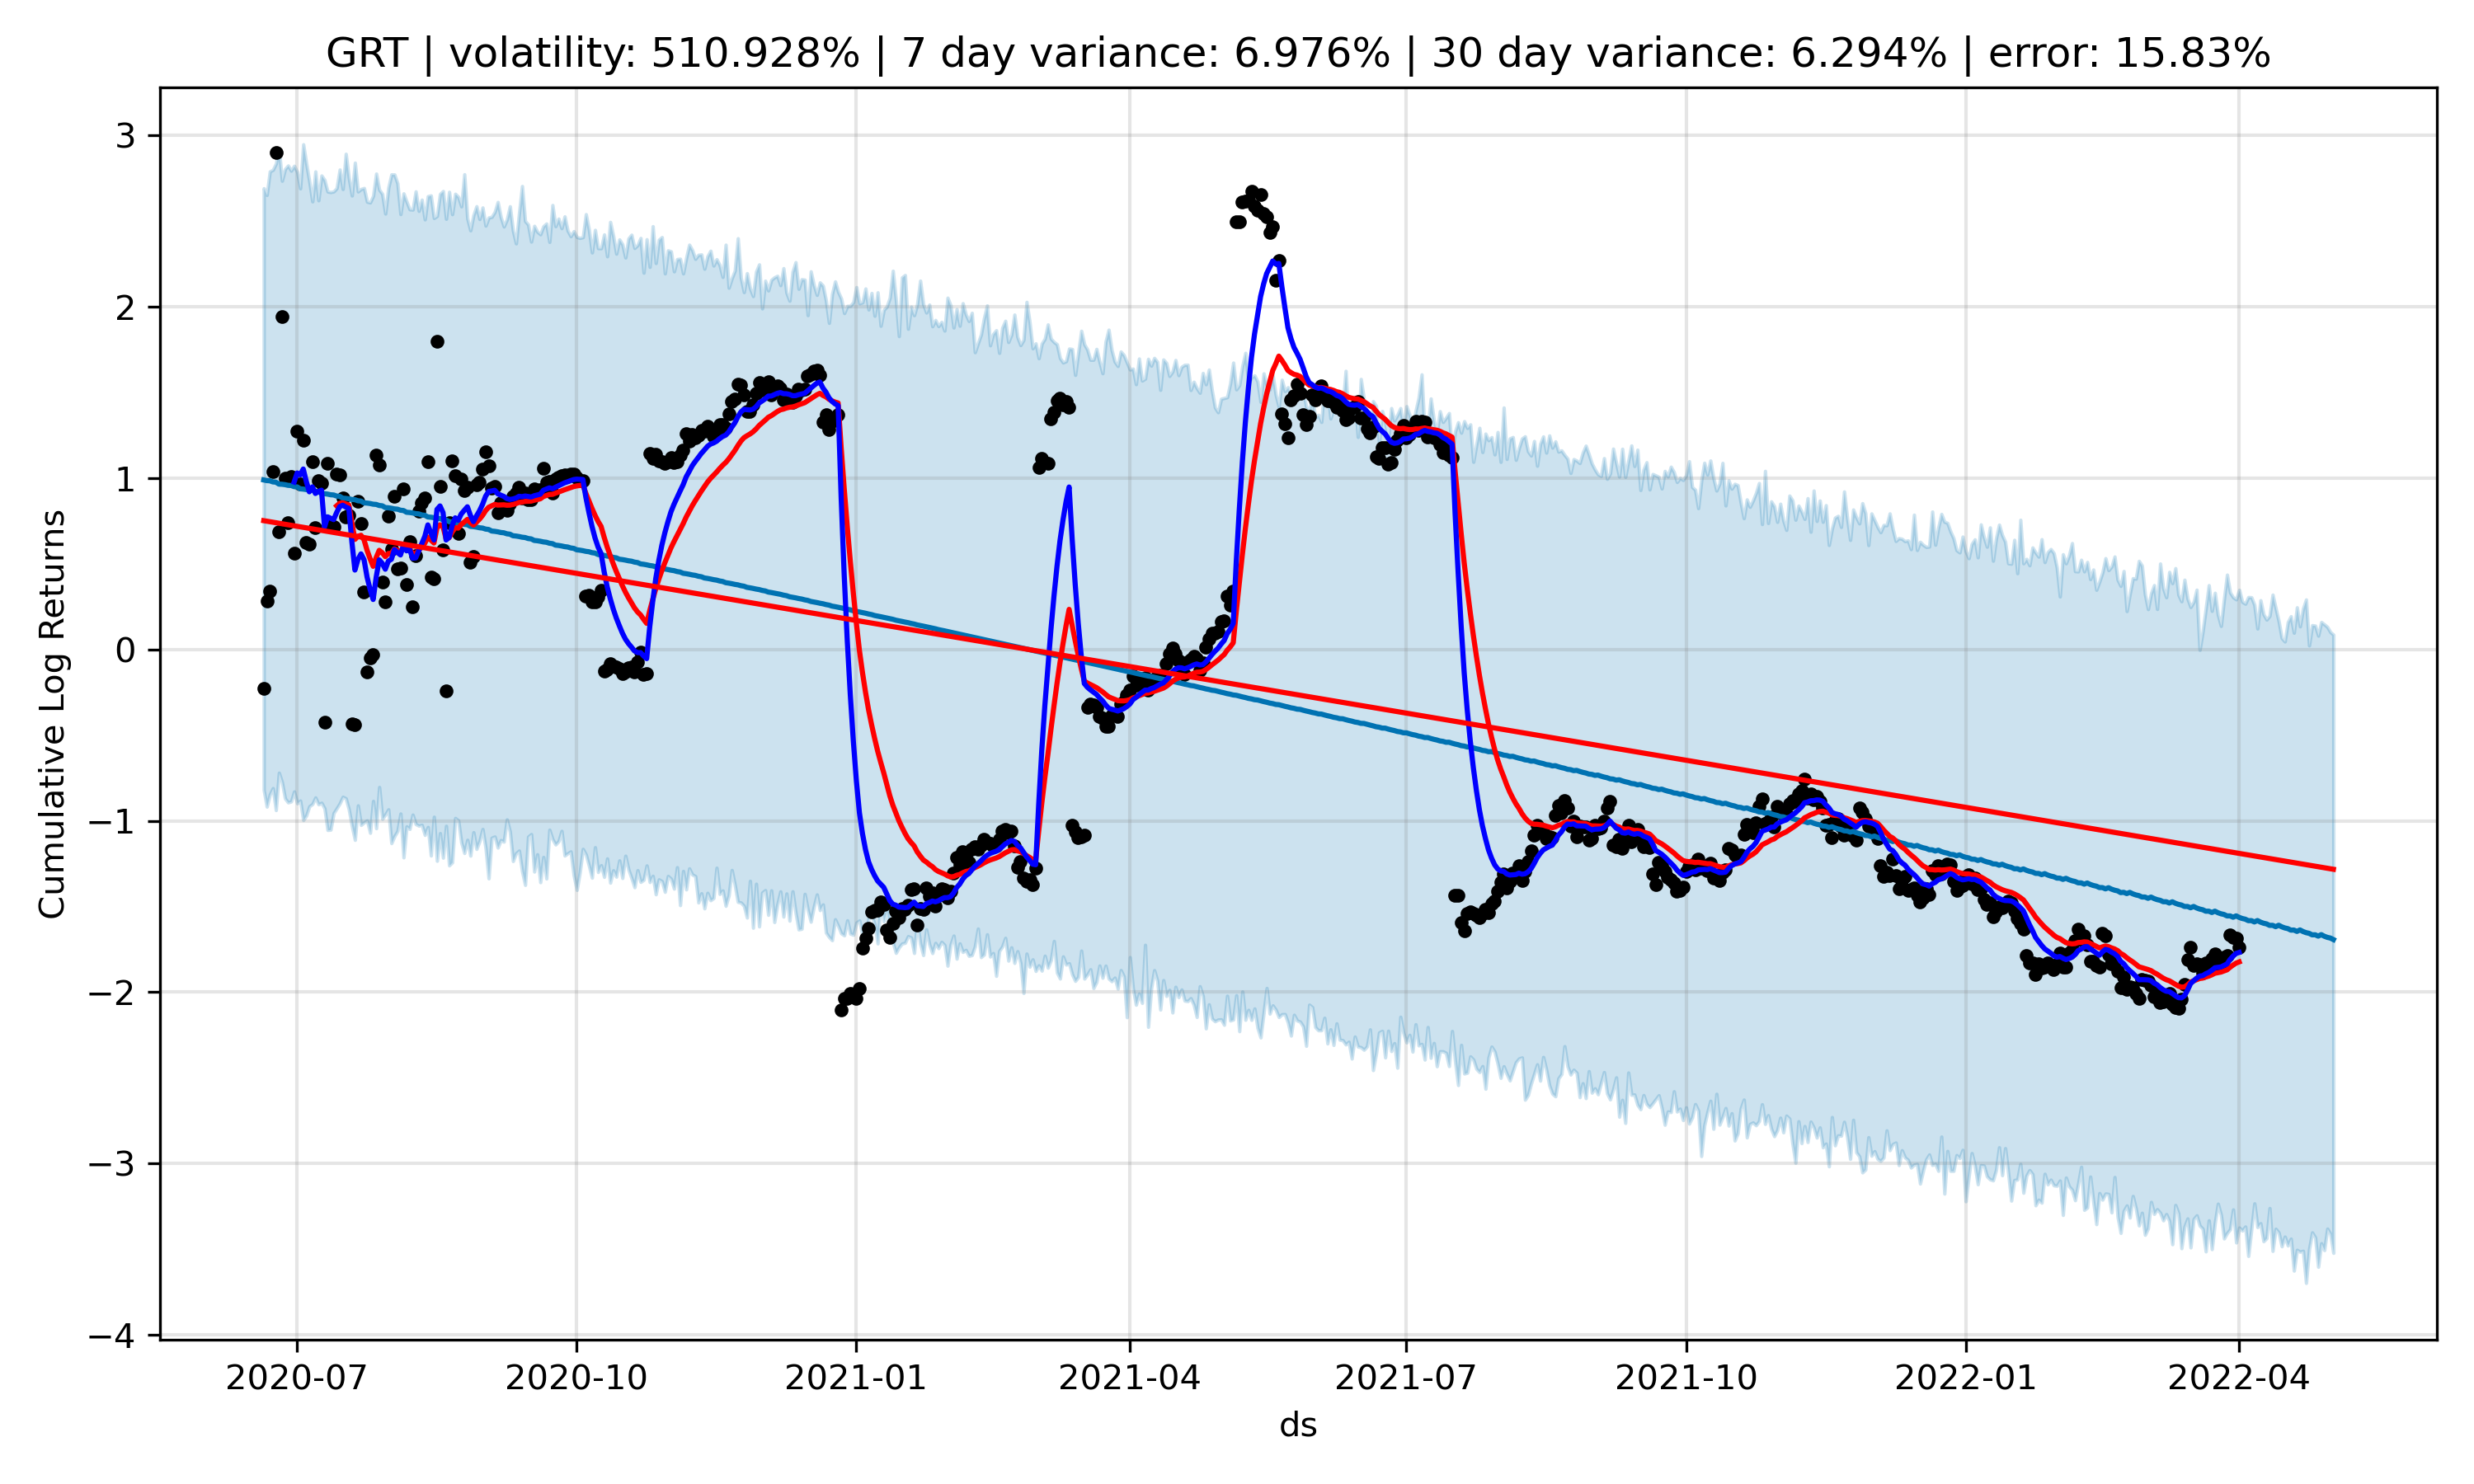 GRT | volatility: 510.928% | 7 day variance: 6.976% | 30 day variance: 6.294% | error: 15.83%
3
2
1
0
−1
−2
−3
−4
Cumulative Log Returns
2020-07 2020-10 2021-01 2021-04 2021-07 2021-10 2022-01 2022-04
ds